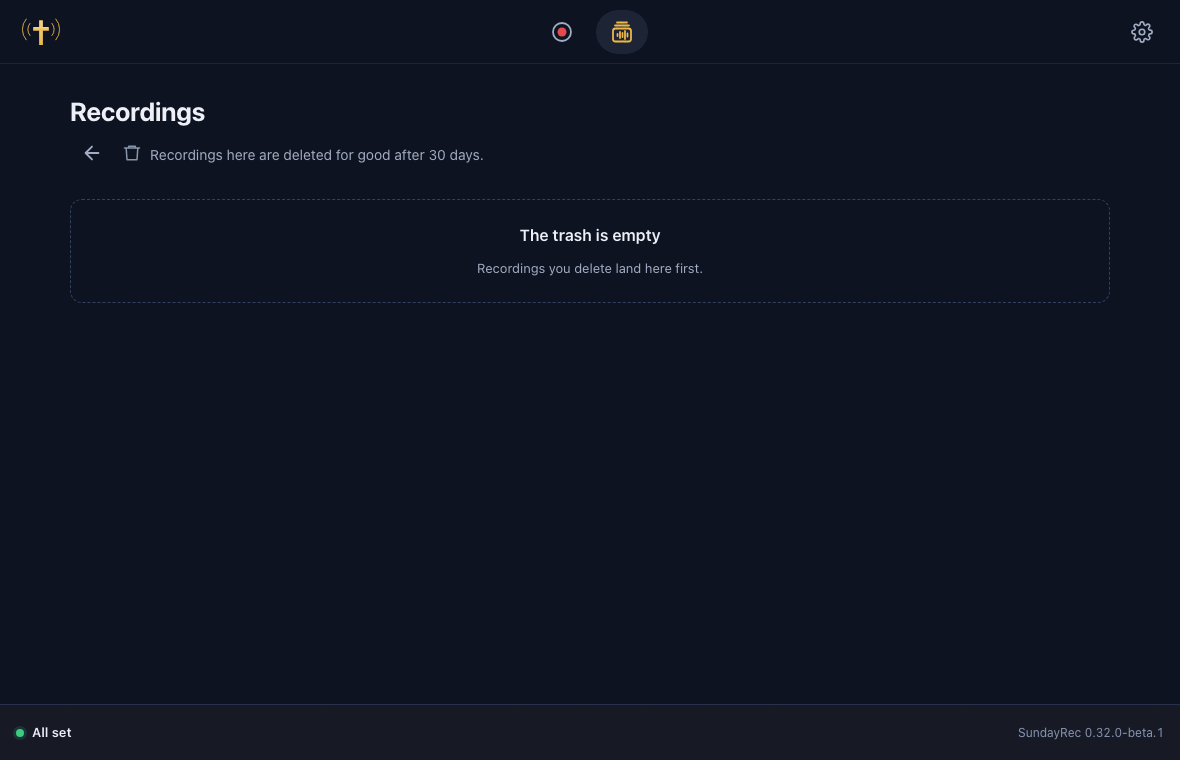 Recordings
Recordings here are deleted for good after 30 days.
The trash is empty
Recordings you delete land here first.
All set
SundayRec 0.32.0-beta.1